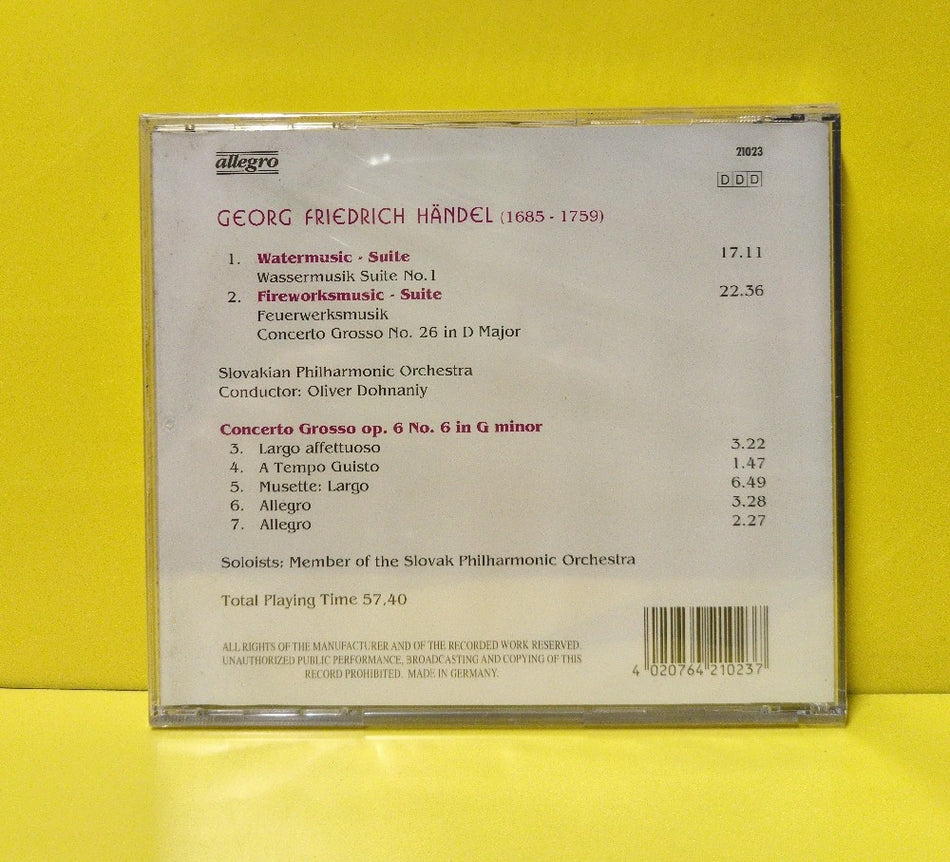 allegro
21023
DDD
GEORG FRIEDRICH HÄNDEL (1685 - 1759)
1. Watermusic - Suite 17.11
Wassermusik Suite No.1
2. Fireworksmusic - Suite 22.36
Feuerwerksmusik
Concerto Grosso No. 26 in D Major
Slovakian Philharmonic Orchestra
Conductor: Oliver Dohnaniy
Concerto Grosso op. 6 No. 6 in G minor
3. Largo affettuoso 3.22
4. A Tempo Guisto 1.47
5. Musette: Largo 6.49
6. Allegro 3.28
7. Allegro 2.27
Soloists: Member of the Slovak Philharmonic Orchestra
Total Playing Time 57,40
ALL RIGHTS OF THE MANUFACTURER AND OF THE RECORDED WORK RESERVED.
UNAUTHORIZED PUBLIC PERFORMANCE, BROADCASTING AND COPYING OF THIS
RECORD PROHIBITED. MADE IN GERMANY.
4 020764 210237